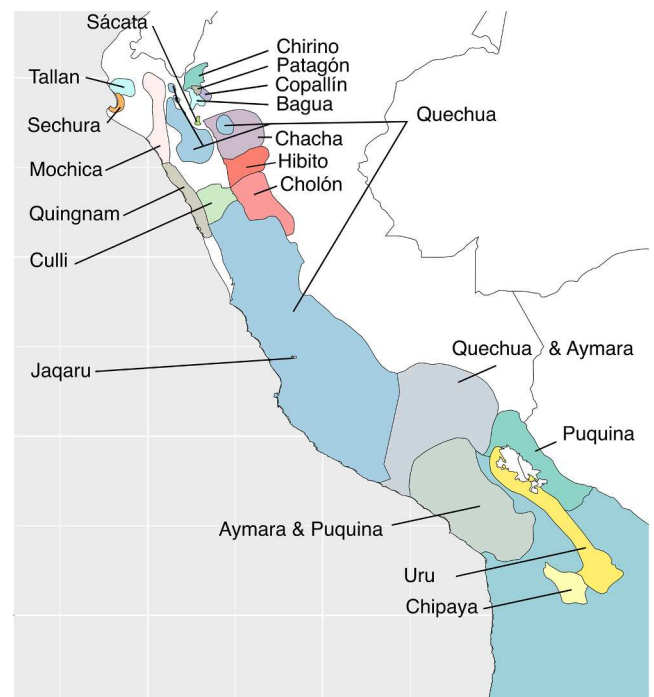 Sácata
Chirino
Patagón
Copallín
Bagua
Tallan
Sechura
Quechua
Chacha
Hibito
Cholón
Mochica
Quingnam
Culli
Jaqaru
Quechua & Aymara
Puquina
Aymara & Puquina
Uru
Chipaya